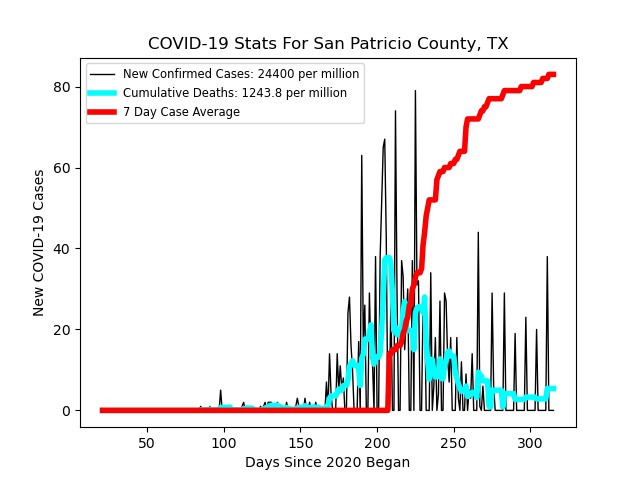 COVID-19 Stats For San Patricio County, TX
New Confirmed Cases: 24400 per million
Cumulative Deaths: 1243.8 per million
7 Day Case Average
New COVID-19 Cases
80
60
40
20
0
50 100 150 200 250 300
Days Since 2020 Began